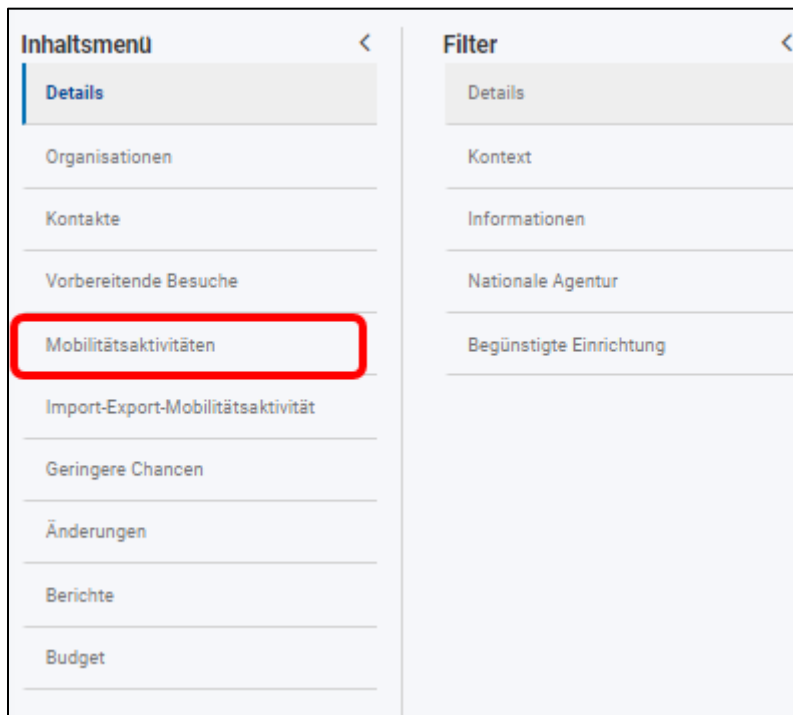 Inhaltsmenü
Details
Organisationen
Kontakte
Vorbereitende Besuche
Mobilitätsaktivitäten
Import-Export-Mobilitätsaktivität
Geringere Chancen
Änderungen
Berichte
Budget
Filter
Details
Kontext
Informationen
Nationale Agentur
Begünstigte Einrichtung